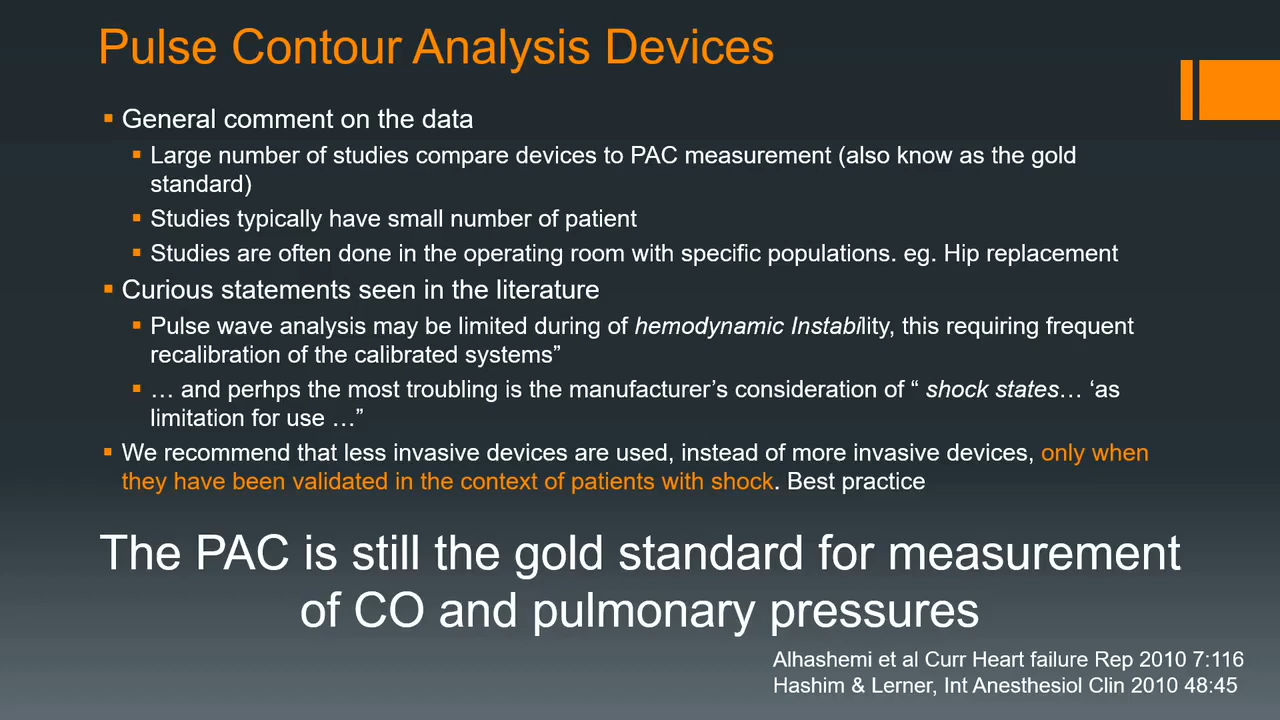 Pulse Contour Analysis Devices
General comment on the data
Large number of studies compare devices to PAC measurement (also know as the gold
standard)
Studies typically have small number of patient
Studies are often done in the operating room with specific populations. eg. Hip replacement
Curious statements seen in the literature
Pulse wave analysis may be limited during of hemodynamic Instability, this requiring frequent
recalibration of the calibrated systems”
… and perhps the most troubling is the manufacturer’s consideration of “ shock states… ‘as
limitation for use …”
We recommend that less invasive devices are used, instead of more invasive devices, only when
they have been validated in the context of patients with shock. Best practice
The PAC is still the gold standard for measurement
of CO and pulmonary pressures
Alhashemi et al Curr Heart failure Rep 2010 7:116
Hashim & Lerner, Int Anesthesiol Clin 2010 48:45